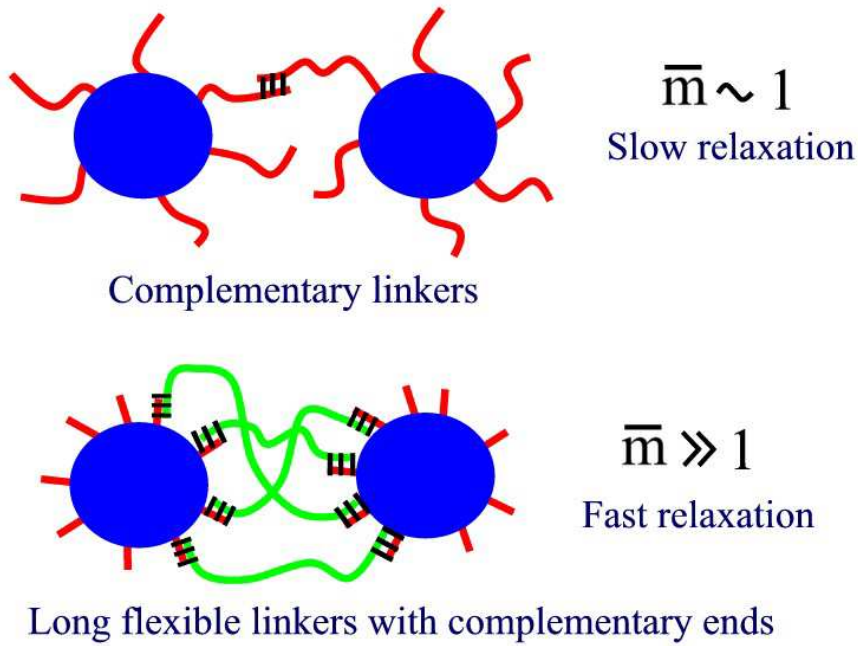 m̅ ~ 1
Slow relaxation
Complementary linkers
m̅ ≫ 1
Fast relaxation
Long flexible linkers with complementary ends